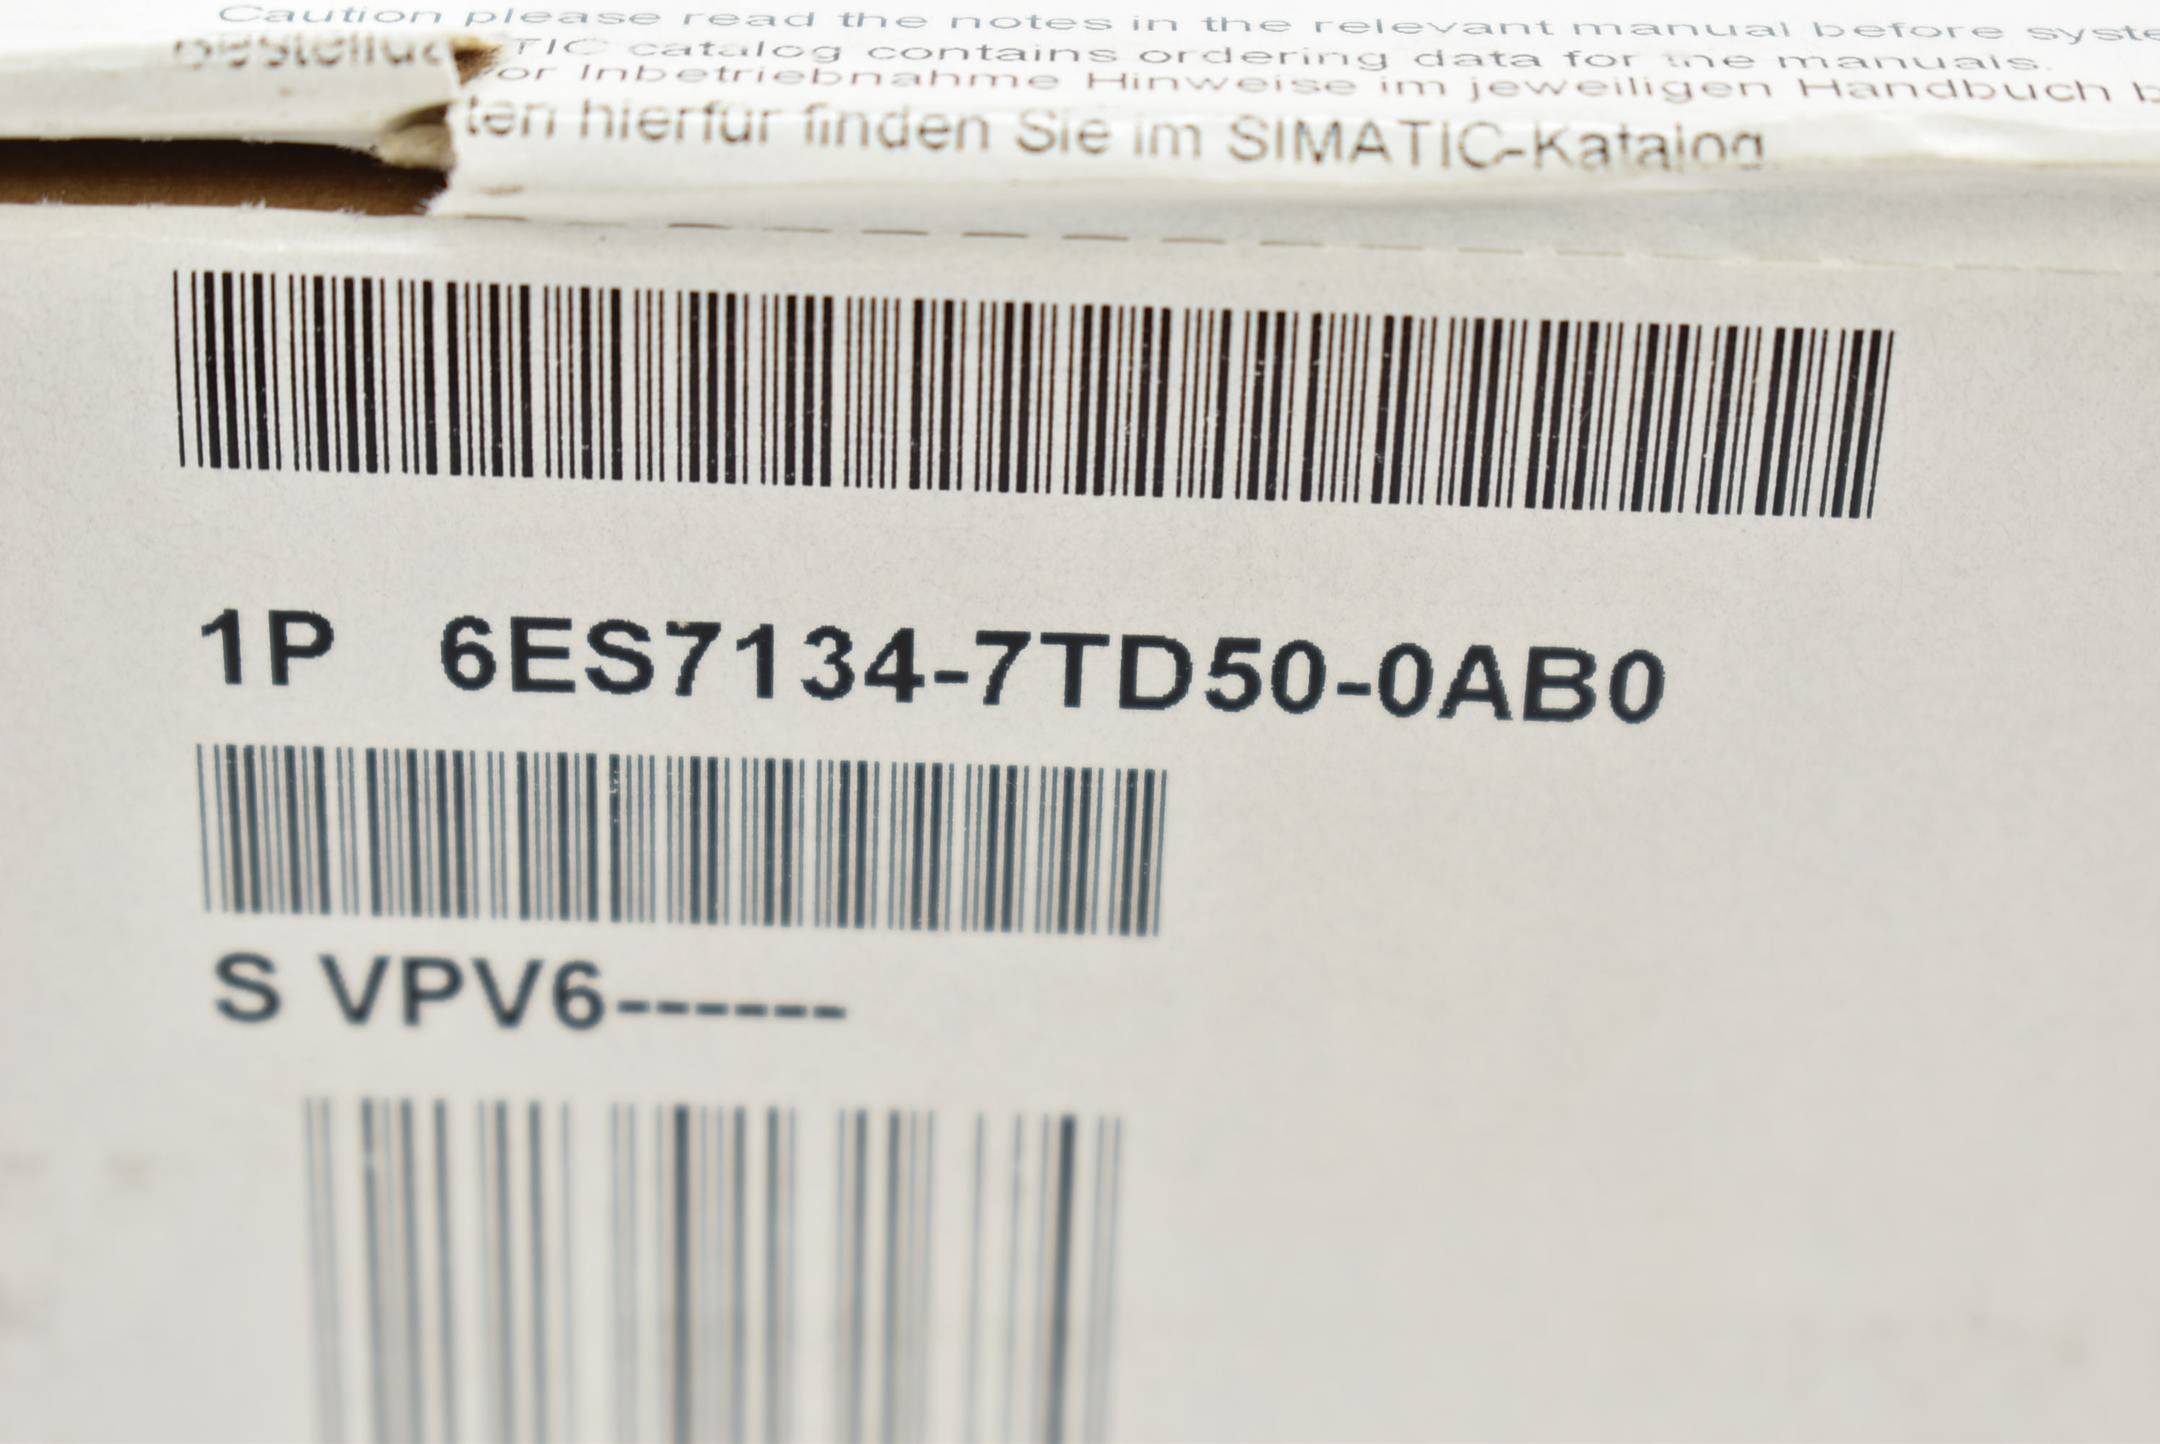 Caution please read the notes in the relevant manual before syste
TIC catalog contains ordering data for the manuals.
or Inbetriebnahme Hinweise im jeweiligen Handbuch b
ten hierfür finden Sie im SIMATIC-Katalog
1P 6ES7134-7TD50-0AB0
S VPV6------